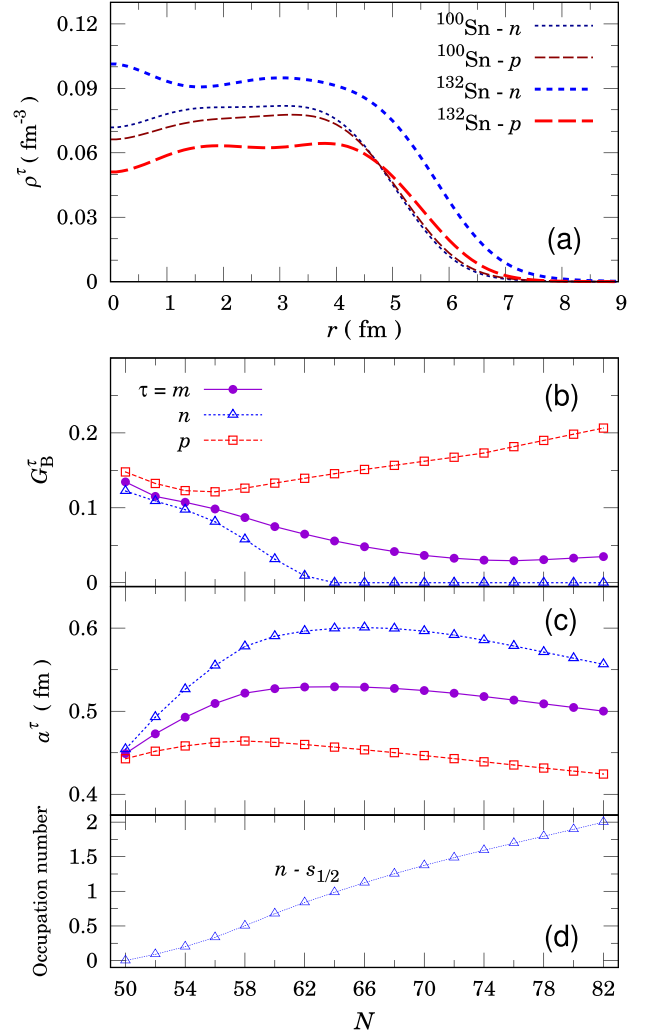 0.12
0.09
0.06
0.03
0
ρ^τ ( fm^-3 )
^100Sn - n
^100Sn - p
^132Sn - n
^132Sn - p
(a)
0 1 2 3 4 5 6 7 8 9
r ( fm )
0.2
0.1
0
G_B^τ
τ = m
n
p
(b)
0.6
0.5
0.4
a^τ ( fm )
(c)
2
1.5
1
0.5
0
Occupation number
n - s_1/2
(d)
50 54 58 62 66 70 74 78 82
N